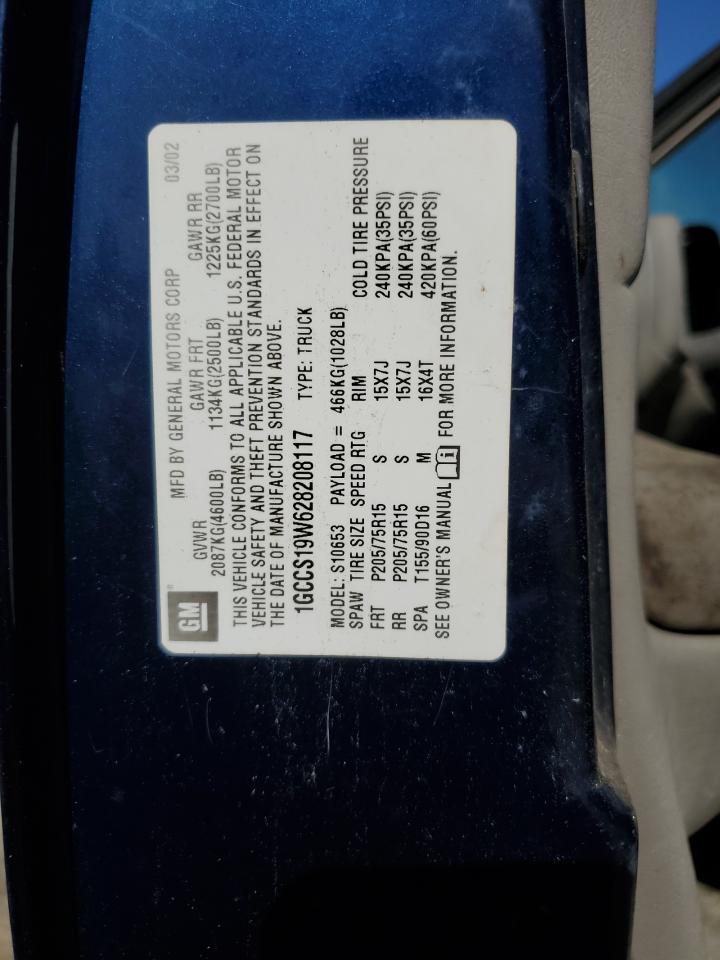 GM®
MFD BY GENERAL MOTORS CORP 03/02
GVWR GAWR FRT GAWR RR
2087KG(4600LB) 1134KG(2500LB) 1225KG(2700LB)
THIS VEHICLE CONFORMS TO ALL APPLICABLE U.S. FEDERAL MOTOR
VEHICLE SAFETY AND THEFT PREVENTION STANDARDS IN EFFECT ON
THE DATE OF MANUFACTURE SHOWN ABOVE.
1GCCS19W628208117 TYPE: TRUCK
MODEL: S10653 PAYLOAD = 466KG(1028LB)
SPAW TIRE SIZE SPEED RTG RIM COLD TIRE PRESSURE
FRT P205/75R15 S 15X7J 240KPA(35PSI)
RR P205/75R15 S 15X7J 240KPA(35PSI)
SPA T155/90D16 M 16X4T 420KPA(60PSI)
SEE OWNER'S MANUAL FOR MORE INFORMATION.